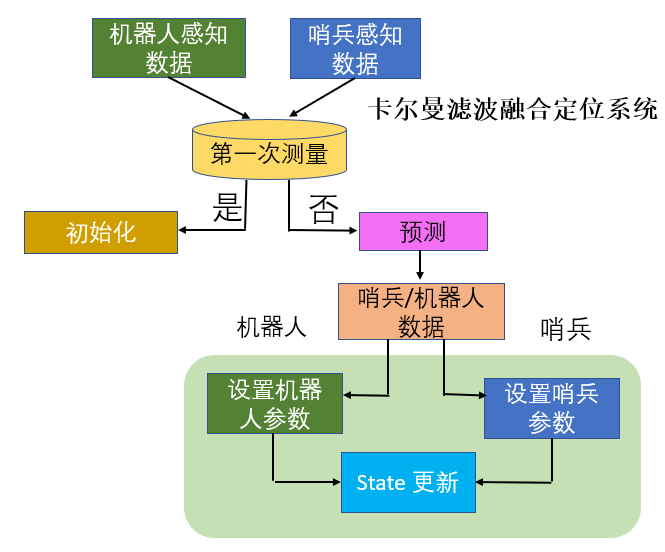 机器人感知
数据
哨兵感知
数据
卡尔曼滤波融合定位系统
第一次测量
是
否
初始化
预测
哨兵/机器人
数据
机器人
哨兵
设置机器
人参数
设置哨兵
参数
State 更新